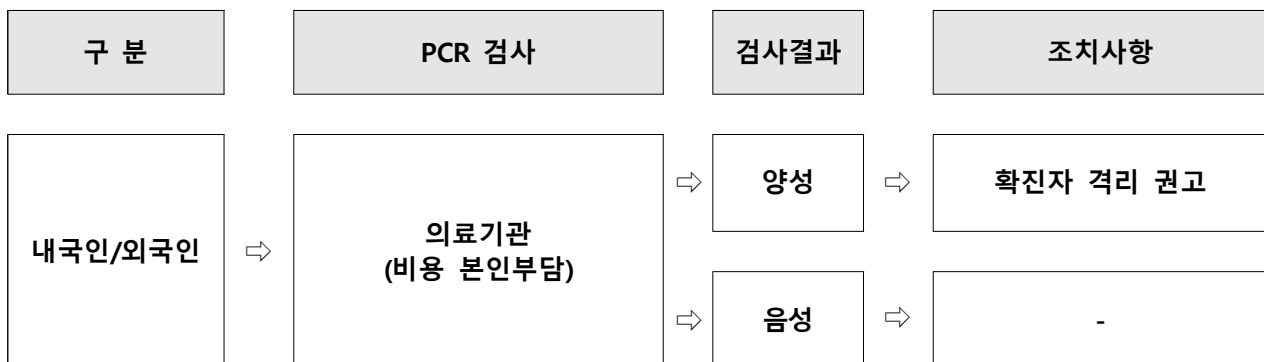 구 분
PCR 검사
검사결과
조치사항
내국인/외국인
⇨
의료기관
(비용 본인부담)
⇨
양성
⇨
확진자 격리 권고
⇨
음성
⇨
-